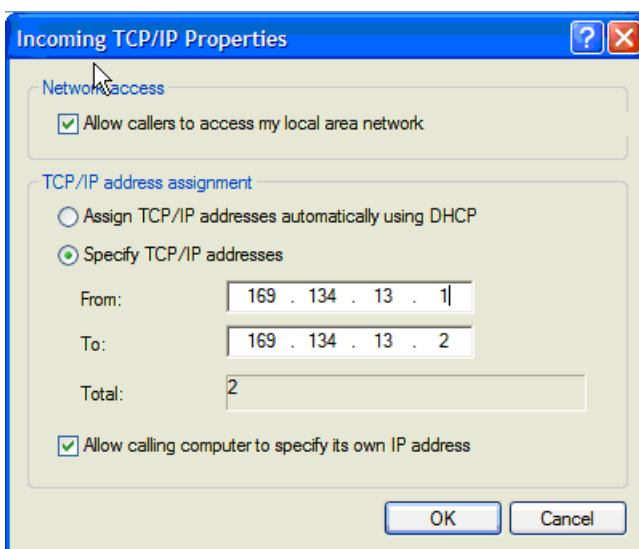 Incoming TCP/IP Properties
Network access
Allow callers to access my local area network
TCP/IP address assignment
Assign TCP/IP addresses automatically using DHCP
Specify TCP/IP addresses
From: 169 . 134 . 13 . 1
To: 169 . 134 . 13 . 2
Total: 2
Allow calling computer to specify its own IP address
OK Cancel